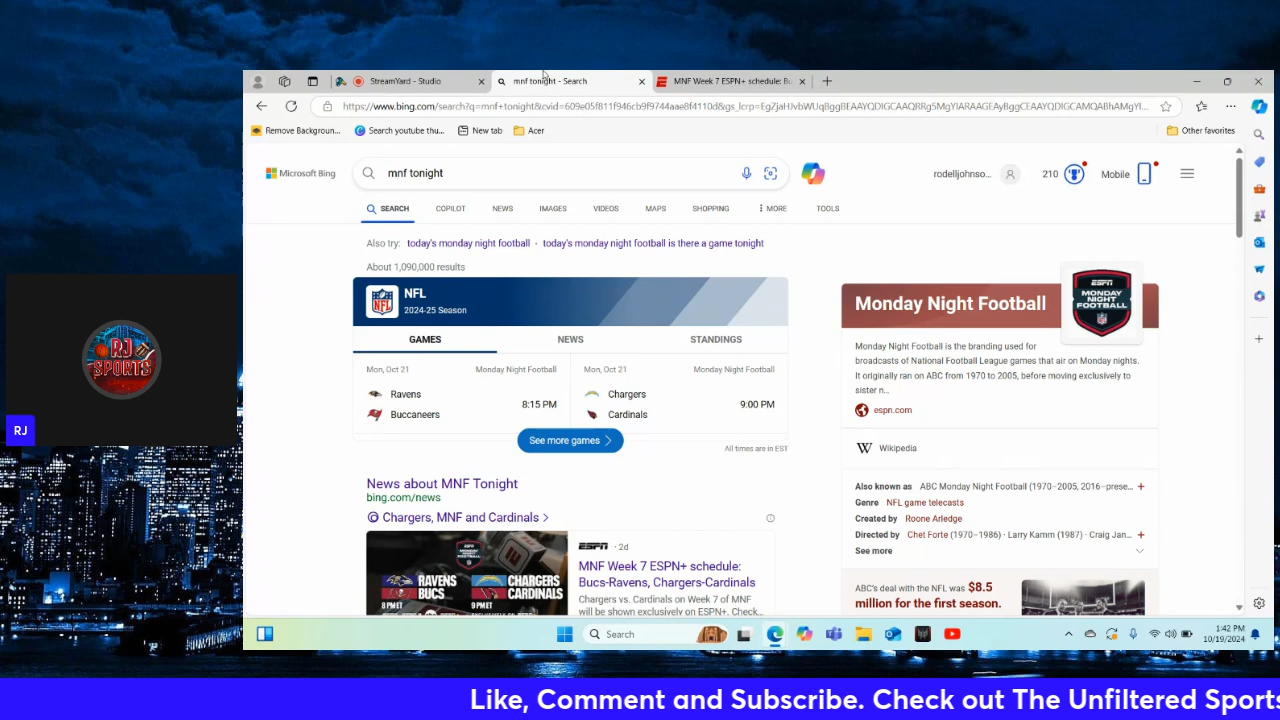 StreamYard - Studio
mnf tonight - Search
MNF Week 7 ESPN+ schedule: Bu
Remove Backgroun...
Search youtube thu...
New tab
Acer
Other favorites
Microsoft Bing
mnf tonight
rodelljohnso...
210
Mobile
SEARCH
COPILOT
NEWS
IMAGES
VIDEOS
MAPS
SHOPPING
MORE
TOOLS
Also try: today's monday night football · today's monday night football is there a game tonight
About 1,090,000 results
NFL
2024-25 Season
GAMES
NEWS
STANDINGS
Mon, Oct 21 Monday Night Football
Ravens
Buccaneers
8:15 PM
Mon, Oct 21 Monday Night Football
Chargers
Cardinals
9:00 PM
See more games
All times are in EST
News about MNF Tonight
bing.com/news
Chargers, MNF and Cardinals
RAVENS
BUCS
8 PM ET
CHARGERS
CARDINALS
9 PM ET
ESPN · 2d
MNF Week 7 ESPN+ schedule:
Bucs-Ravens, Chargers-Cardinals
Chargers vs. Cardinals on Week 7 of MNF
will be shown exclusively on ESPN+. Check...
Monday Night Football
ESPN
MONDAY
NIGHT
FOOTBALL
Monday Night Football is the branding used for
broadcasts of National Football League games that air on Monday nights.
It originally ran on ABC from 1970 to 2005, before moving exclusively to
sister n...
espn.com
Wikipedia
Also known as ABC Monday Night Football (1970–2005, 2016–prese...
Genre NFL game telecasts
Created by Roone Arledge
Directed by Chet Forte (1970–1986) · Larry Kamm (1987) · Craig Jan...
See more
ABC's deal with the NFL was $8.5
million for the first season.
Search
1:42 PM
10/19/2024
RJ
SPORTS
RJ
Like, Comment and Subscribe. Check out The Unfiltered Sports